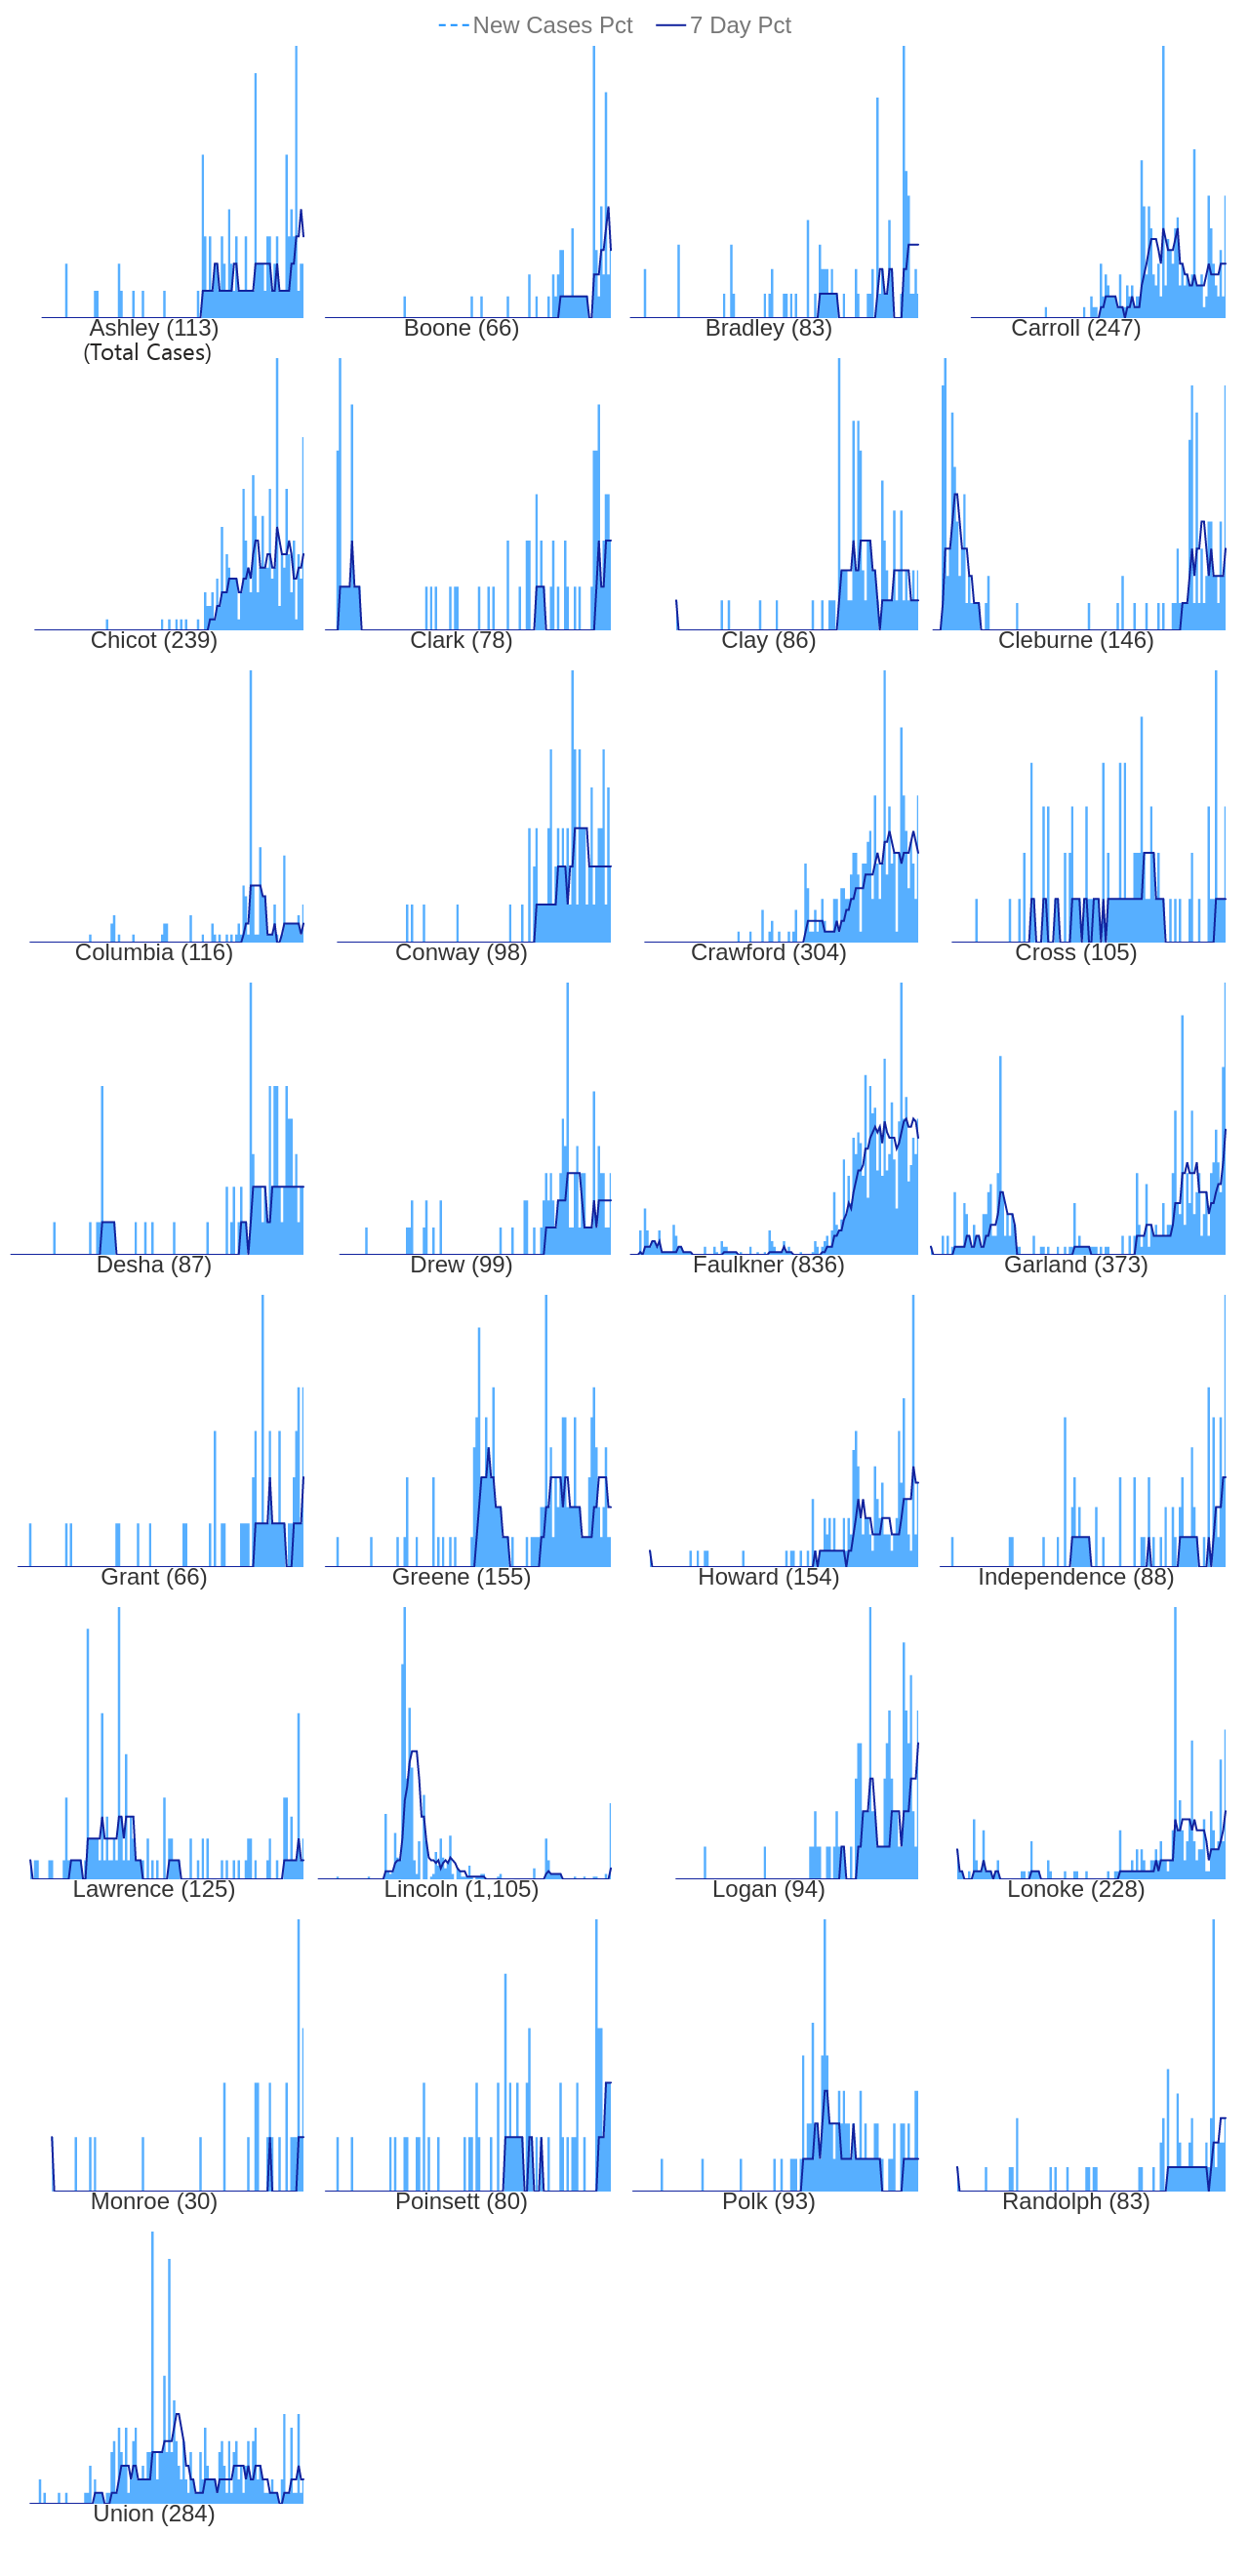 New Cases Pct 7 Day Pct
Ashley (113) Boone (66) Bradley (83) Carroll (247)
(Total Cases)
Chicot (239) Clark (78) Clay (86) Cleburne (146)
Columbia (116) Conway (98) Crawford (304) Cross (105)
Desha (87) Drew (99) Faulkner (836) Garland (373)
Grant (66) Greene (155) Howard (154) Independence (88)
Lawrence (125) Lincoln (1,105) Logan (94) Lonoke (228)
Monroe (30) Poinsett (80) Polk (93) Randolph (83)
Union (284)